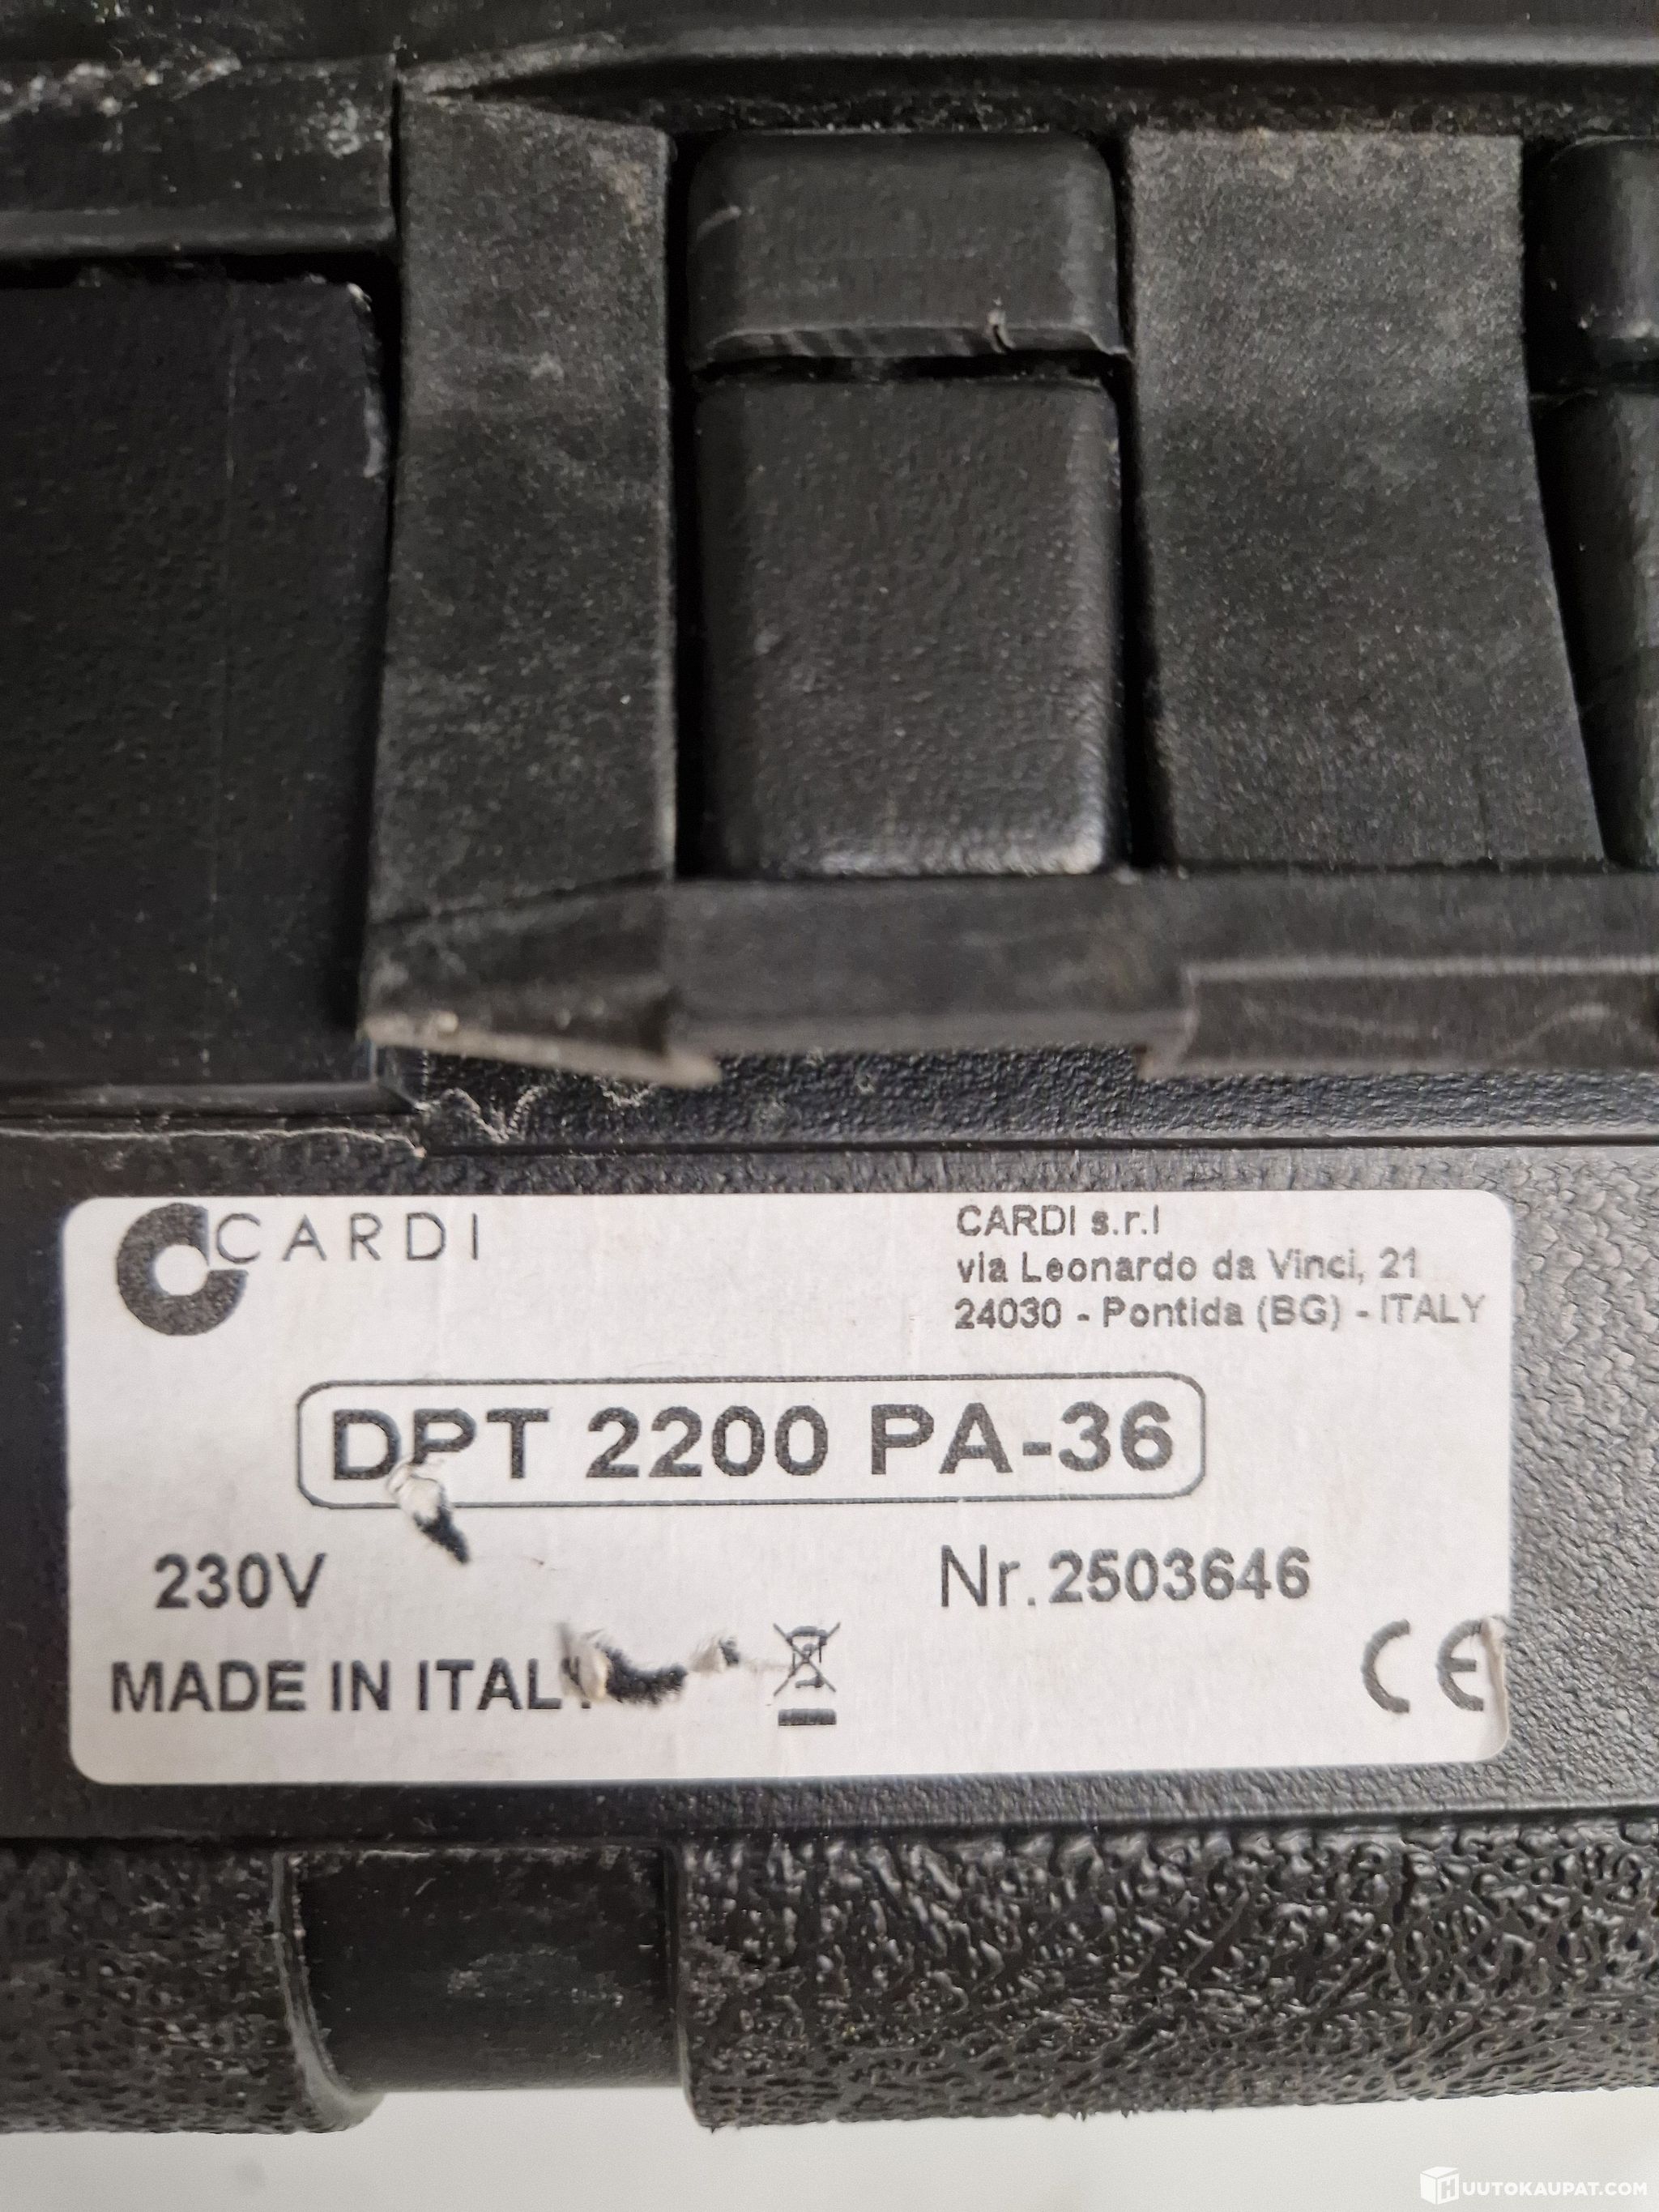 CARDI
CARDI s.r.l
via Leonardo da Vinci, 21
24030 - Pontida (BG) - ITALY
DPT 2200 PA-36
230V
Nr. 2503646
MADE IN ITALY
CE
HUUTOKAUPAT.COM